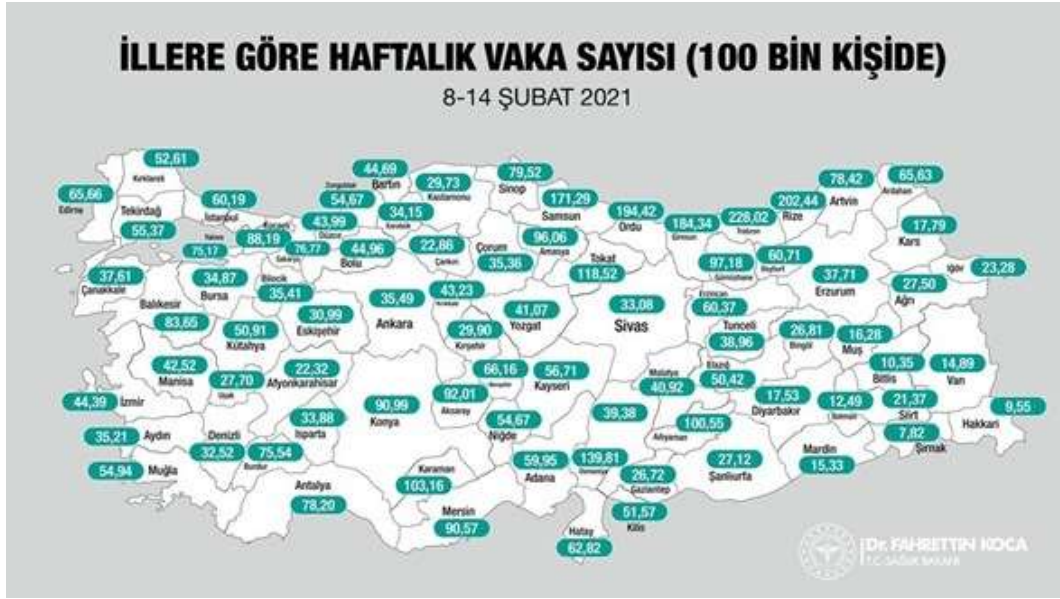 İLLERE GÖRE HAFTALIK VAKA SAYISI (100 BİN KİŞİDE)
8-14 ŞUBAT 2021
52,61
Kırklareli
65,66
Edirne
Tekirdağ
55,37
60,19
İstanbul
Kocaeli
88,19
Yalova
75,17
Sakarya
76,77
Zonguldak
54,67
44,69
Bartın
43,99
Düzce
34,15
Karabük
29,73
Kastamonu
79,52
Sinop
171,29
Samsun
194,42
Ordu
184,34
Giresun
228,02
Trabzon
202,44
Rize
78,42
Artvin
65,63
Ardahan
17,79
Kars
Iğdır
23,28
27,50
Ağrı
37,61
Çanakkale
34,87
Bursa
Bilecik
35,41
44,96
Bolu
22,86
Çankırı
Çorum
35,36
96,06
Amasya
Tokat
118,52
97,18
Gümüşhane
60,71
Bayburt
37,71
Erzurum
Balıkesir
83,65
50,91
Kütahya
30,99
Eskişehir
35,49
Ankara
43,23
Kırıkkale
29,90
Kırşehir
41,07
Yozgat
33,08
Sivas
Erzincan
60,37
Tunceli
38,96
26,81
Bingöl
16,28
Muş
10,35
Bitlis
14,89
Van
42,52
Manisa
27,70
Uşak
22,32
Afyonkarahisar
66,16
Nevşehir
56,71
Kayseri
Malatya
40,92
Elazığ
50,42
44,39
İzmir
90,99
Konya
92,01
Aksaray
54,67
Niğde
39,38
100,55
Adıyaman
17,53
Diyarbakır
12,49
Batman
21,37
Siirt
9,55
Hakkari
7,82
Şırnak
35,21
Aydın
Denizli
32,52
75,54
Burdur
33,88
Isparta
54,94
Muğla
Antalya
78,20
Karaman
103,16
Mersin
90,57
59,95
Adana
139,81
Osmaniye
26,72
Gaziantep
27,12
Şanlıurfa
Mardin
15,33
51,57
Kilis
Hatay
62,82
Dr. FAHRETTİN KOCA
T.C. SAĞLIK BAKANI